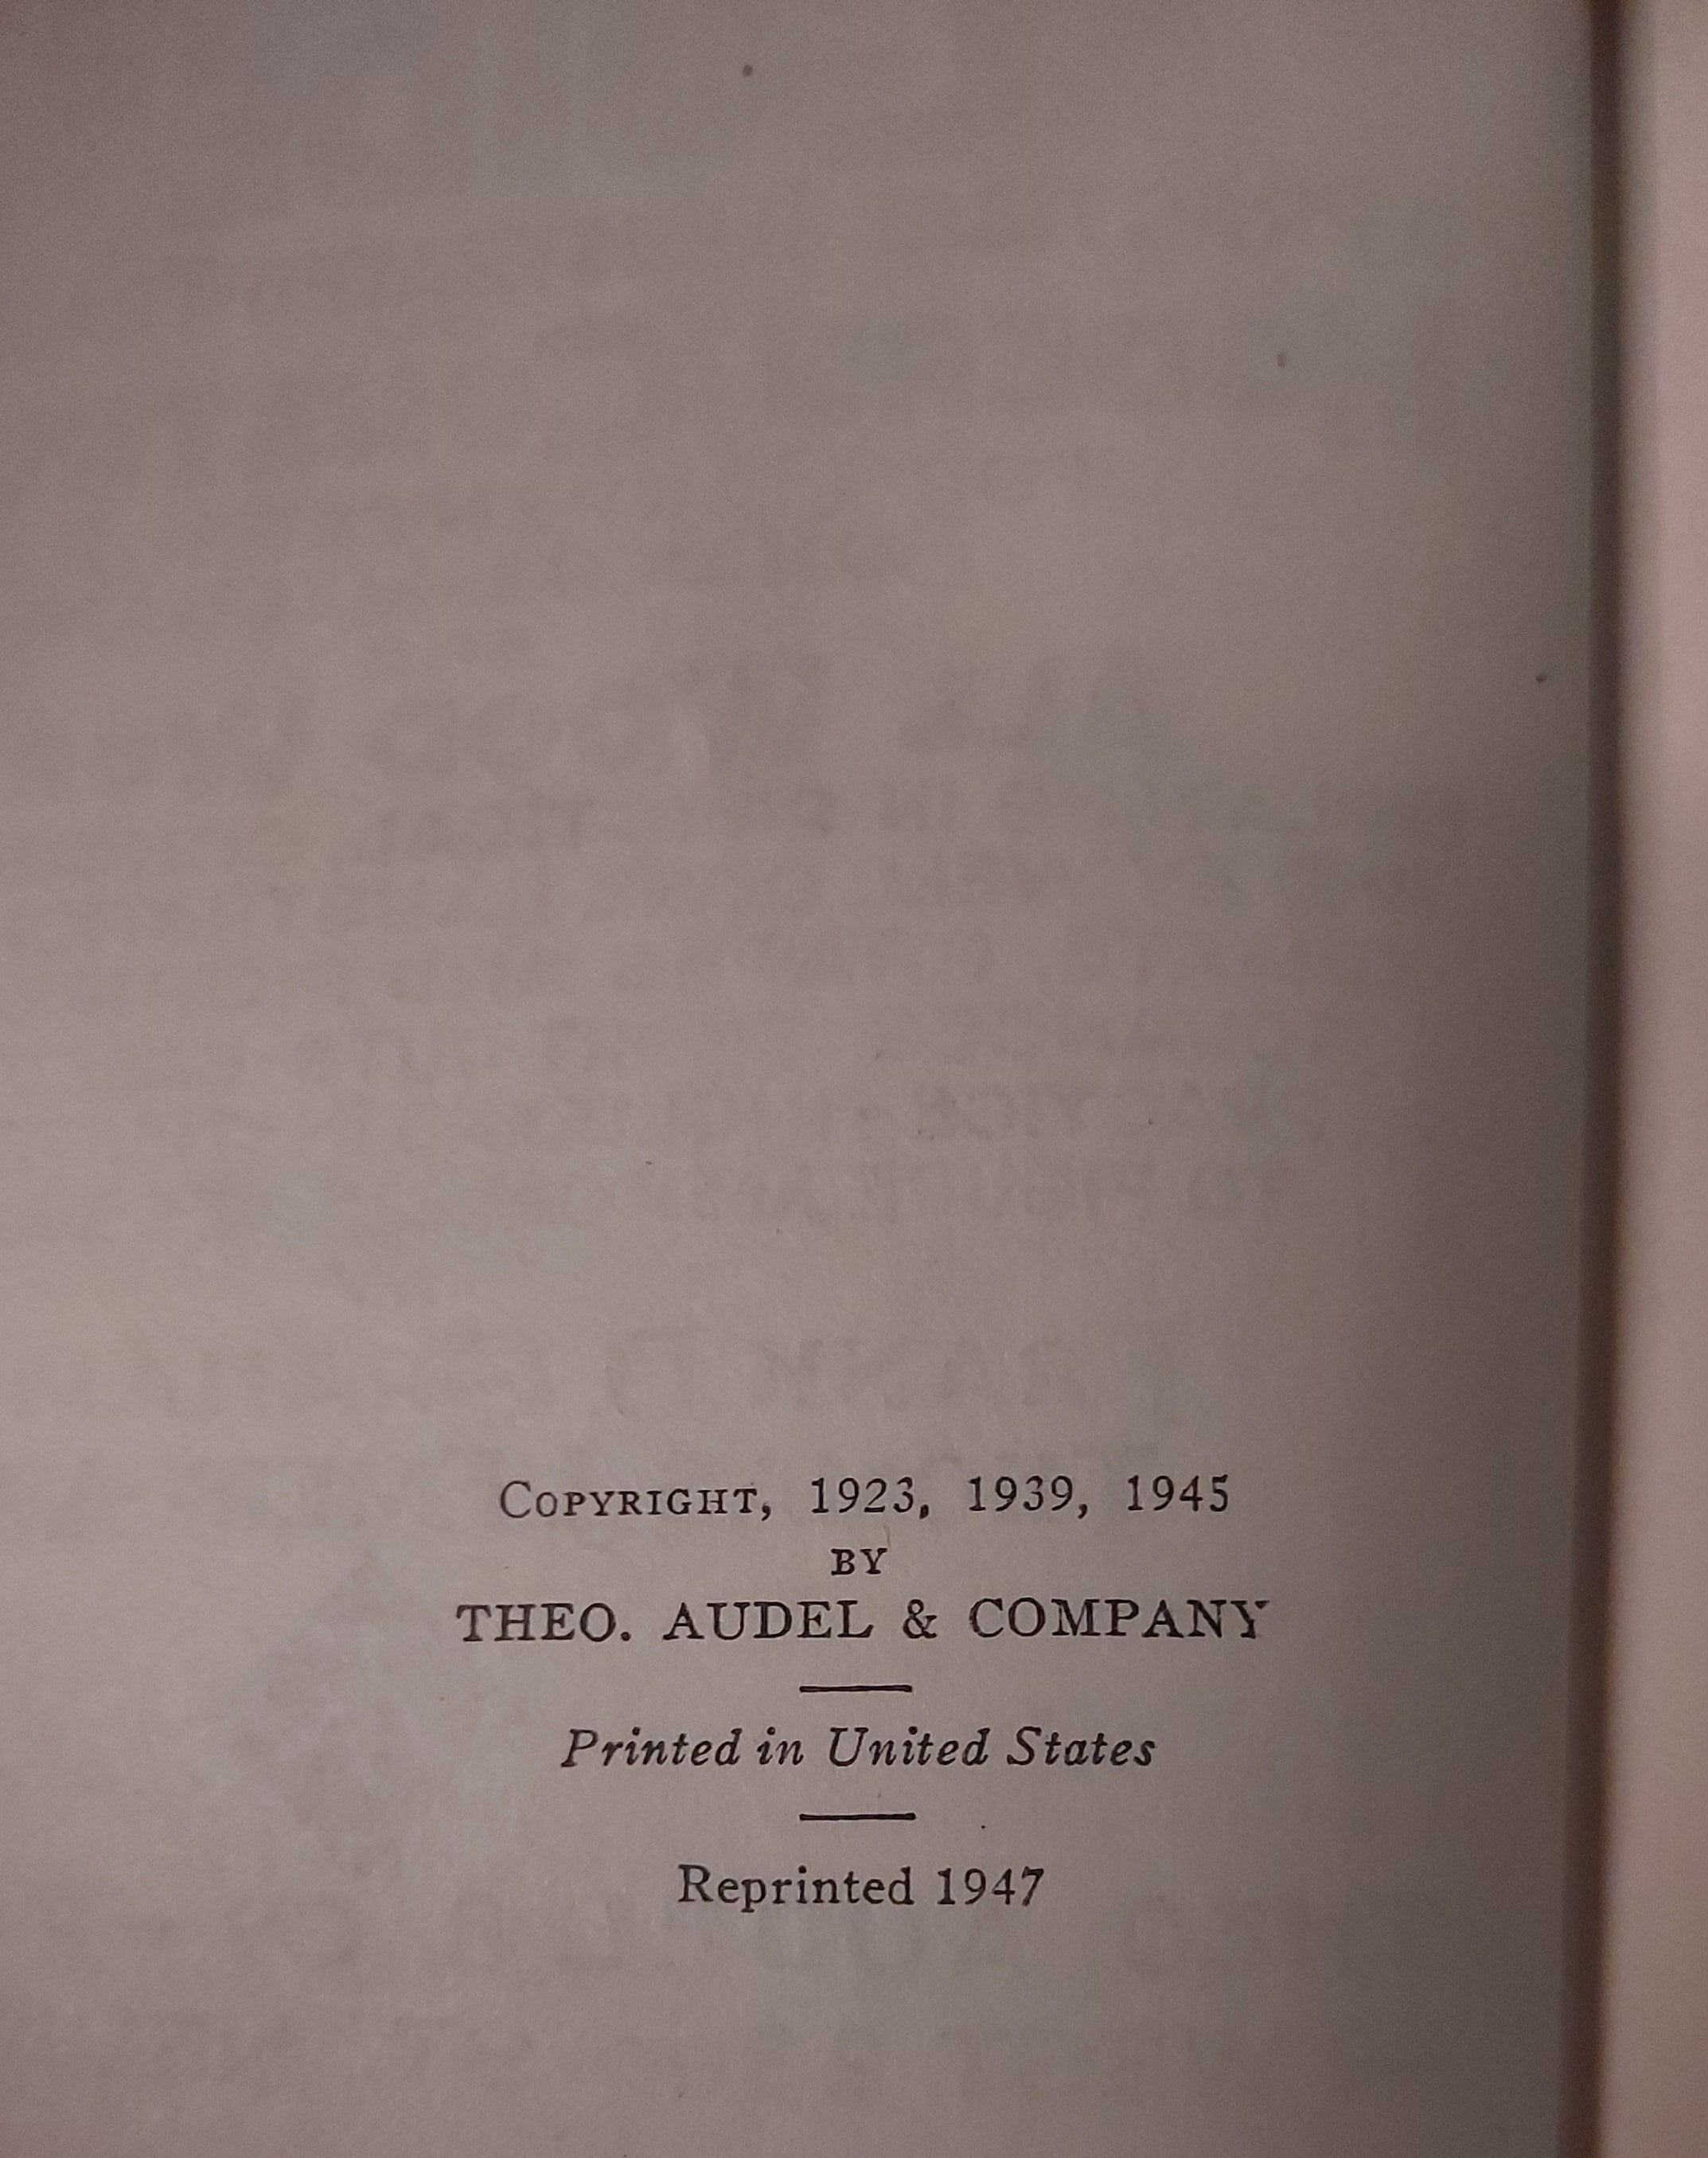 COPYRIGHT, 1923, 1939, 1945
BY
THEO. AUDEL & COMPANY
Printed in United States
Reprinted 1947